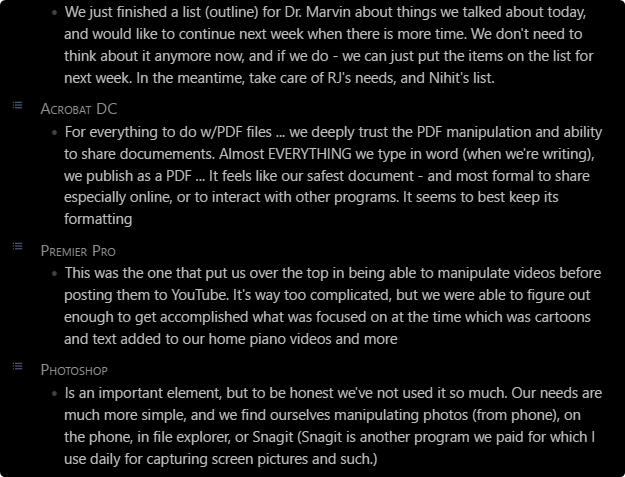 We just finished a list (outline) for Dr. Marvin about things we talked about today,
and would like to continue next week when there is more time. We don't need to
think about it anymore now, and if we do - we can just put the items on the list for
next week. In the meantime, take care of RJ's needs, and Nihit's list.
Acrobat DC
For everything to do w/PDF files ... we deeply trust the PDF manipulation and ability
to share documements. Almost EVERYTHING we type in word (when we're writing),
we publish as a PDF ... It feels like our safest document - and most formal to share
especially online, or to interact with other programs. It seems to best keep its
formatting
Premier Pro
This was the one that put us over the top in being able to manipulate videos before
posting them to YouTube. It's way too complicated, but we were able to figure out
enough to get accomplished what was focused on at the time which was cartoons
and text added to our home piano videos and more
Photoshop
Is an important element, but to be honest we've not used it so much. Our needs are
much more simple, and we find ourselves manipulating photos (from phone), on
the phone, in file explorer, or Snagit (Snagit is another program we paid for which I
use daily for capturing screen pictures and such.)